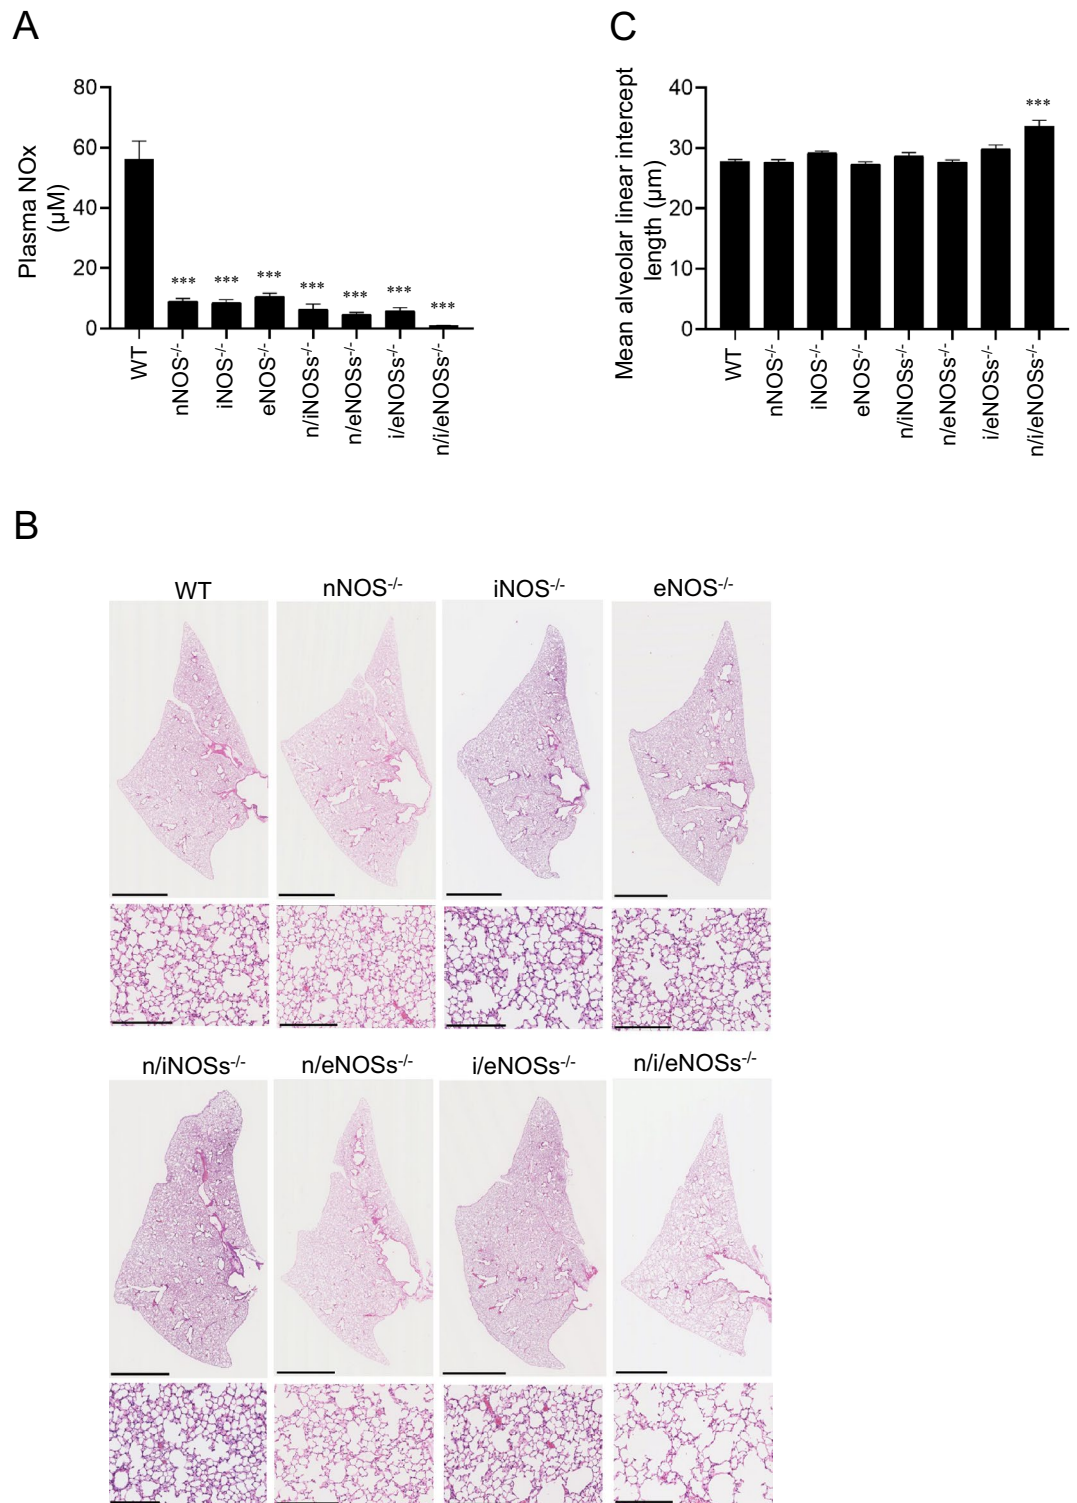 A
80
60
40
20
0
Plasma NOx
(μM)
***
***
***
***
***
***
***
WT
nNOS-/-
iNOS-/-
eNOS-/-
n/iNOSs-/-
n/eNOSs-/-
i/eNOSs-/-
n/i/eNOSs-/-
C
40
30
20
10
0
Mean alveolar linear intercept
length (μm)
***
WT
nNOS-/-
iNOS-/-
eNOS-/-
n/iNOSs-/-
n/eNOSs-/-
i/eNOSs-/-
n/i/eNOSs-/-
B
WT
nNOS-/-
iNOS-/-
eNOS-/-
n/iNOSs-/-
n/eNOSs-/-
i/eNOSs-/-
n/i/eNOSs-/-